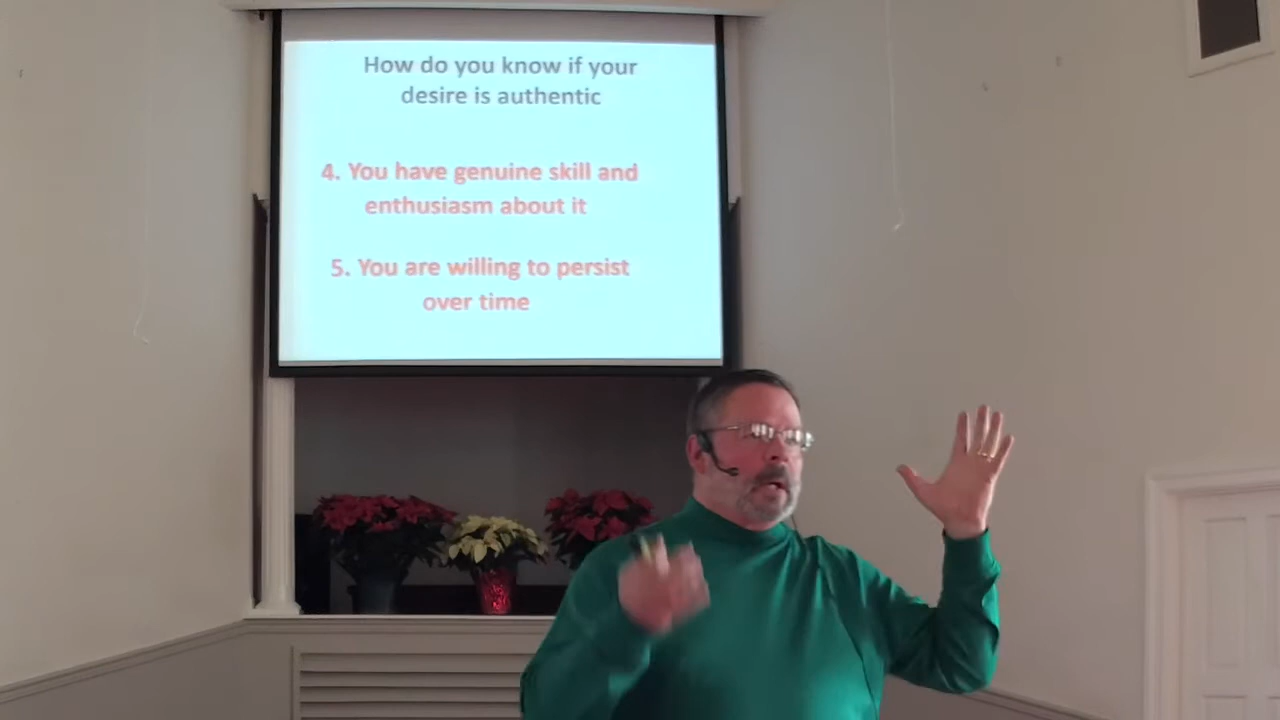 How do you know if your
desire is authentic
4. You have genuine skill and
enthusiasm about it
5. You are willing to persist
over time